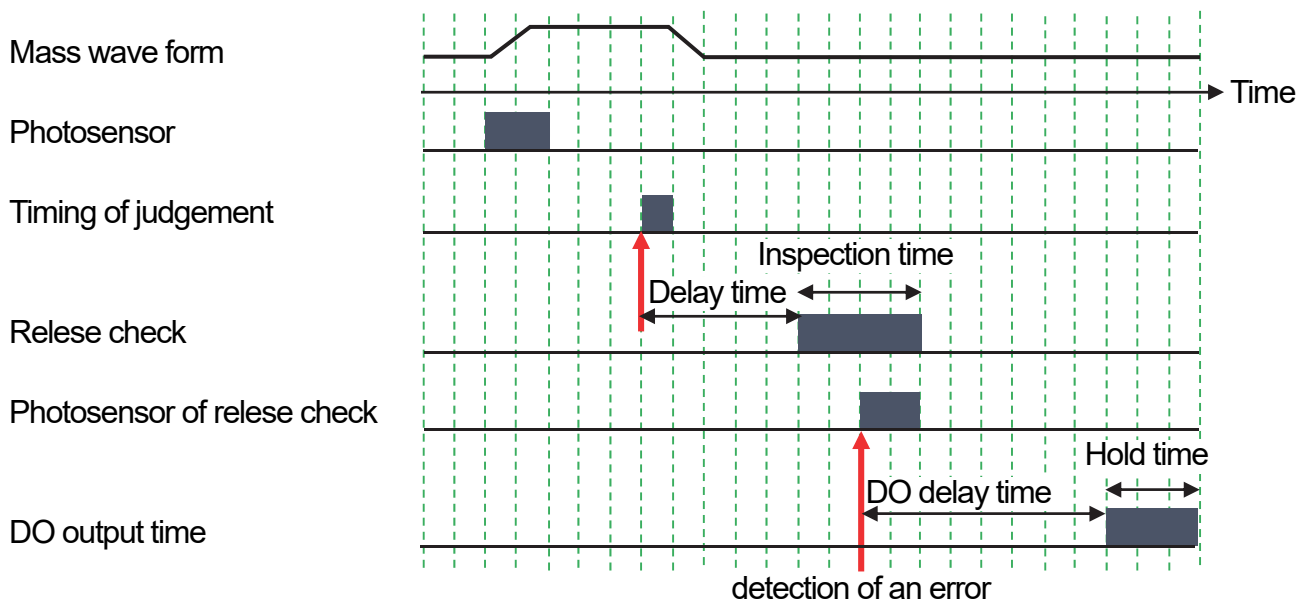 Mass wave form
Time
Photosensor
Timing of judgement
Inspection time
Delay time
Relese check
Photosensor of relese check
Hold time
DO delay time
DO output time
detection of an error